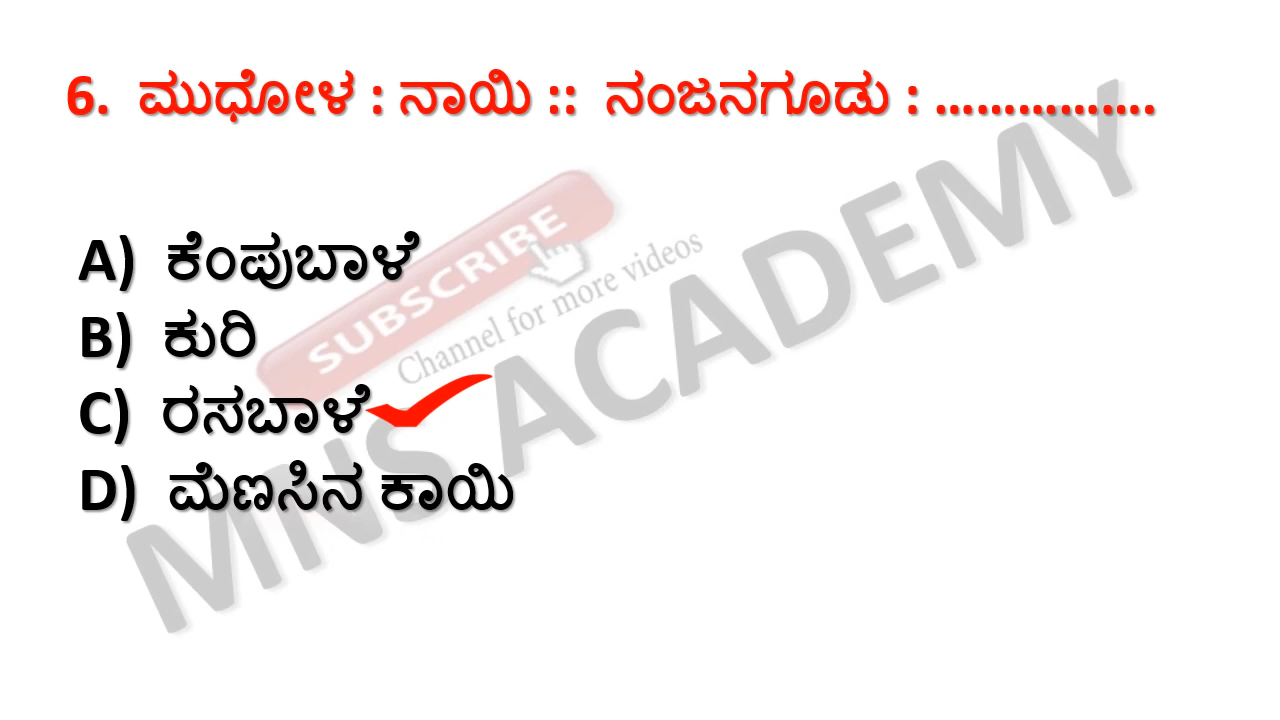 6. ಮುಧೋಳ : ನಾಯಿ :: ನಂಜನಗೂಡು : …………….
A) ಕೆಂಪುಬಾಳೆ
B) ಕುರಿ
C) ರಸಬಾಳೆ
D) ಮೆಣಸಿನ ಕಾಯಿ
SUBSCRIBE
Channel for more videos
MNS ACADEMY